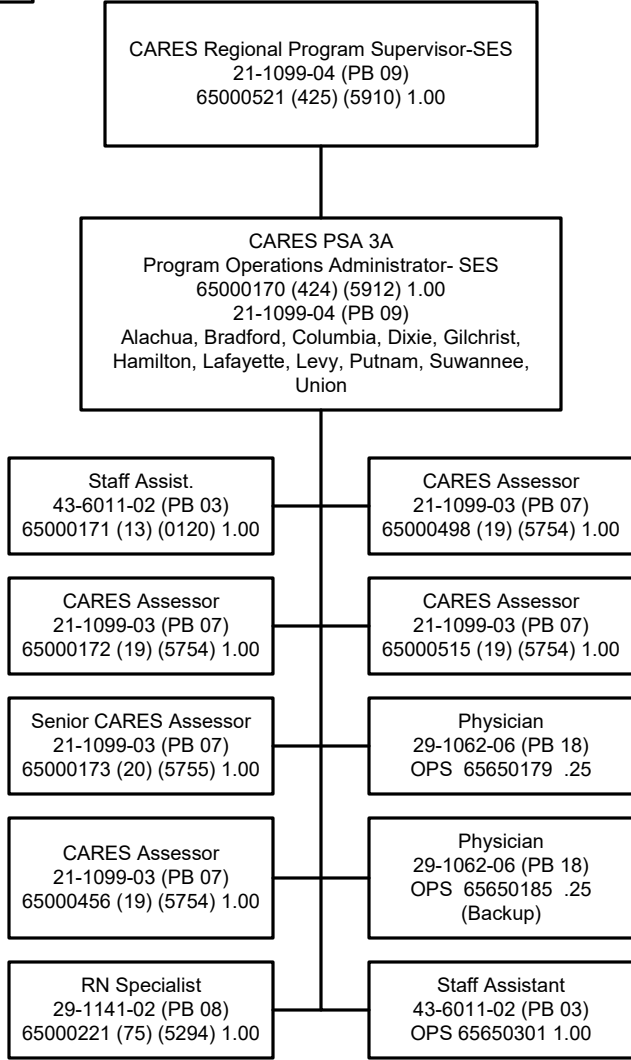 CARES Regional Program Supervisor-SES
21-1099-04 (PB 09)
65000521 (425) (5910) 1.00
CARES PSA 3A
Program Operations Administrator- SES
65000170 (424) (5912) 1.00
21-1099-04 (PB 09)
Alachua, Bradford, Columbia, Dixie, Gilchrist,
Hamilton, Lafayette, Levy, Putnam, Suwannee,
Union
Staff Assist.
43-6011-02 (PB 03)
65000171 (13) (0120) 1.00
CARES Assessor
21-1099-03 (PB 07)
65000498 (19) (5754) 1.00
CARES Assessor
21-1099-03 (PB 07)
65000172 (19) (5754) 1.00
CARES Assessor
21-1099-03 (PB 07)
65000515 (19) (5754) 1.00
Senior CARES Assessor
21-1099-03 (PB 07)
65000173 (20) (5755) 1.00
Physician
29-1062-06 (PB 18)
OPS 65650179 .25
CARES Assessor
21-1099-03 (PB 07)
65000456 (19) (5754) 1.00
Physician
29-1062-06 (PB 18)
OPS 65650185 .25
(Backup)
RN Specialist
29-1141-02 (PB 08)
65000221 (75) (5294) 1.00
Staff Assistant
43-6011-02 (PB 03)
OPS 65650301 1.00